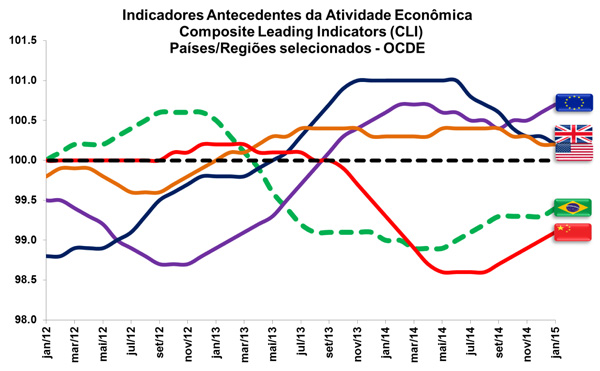 Indicadores Antecedentes da Atividade Econômica
Composite Leading Indicators (CLI)
Países/Regiões selecionados - OCDE
101.5
101.0
100.5
100.0
99.5
99.0
98.5
98.0
jan/12
mar/12
mai/12
jul/12
set/12
nov/12
jan/13
mar/13
mai/13
jul/13
set/13
nov/13
jan/14
mar/14
mai/14
jul/14
set/14
nov/14
jan/15